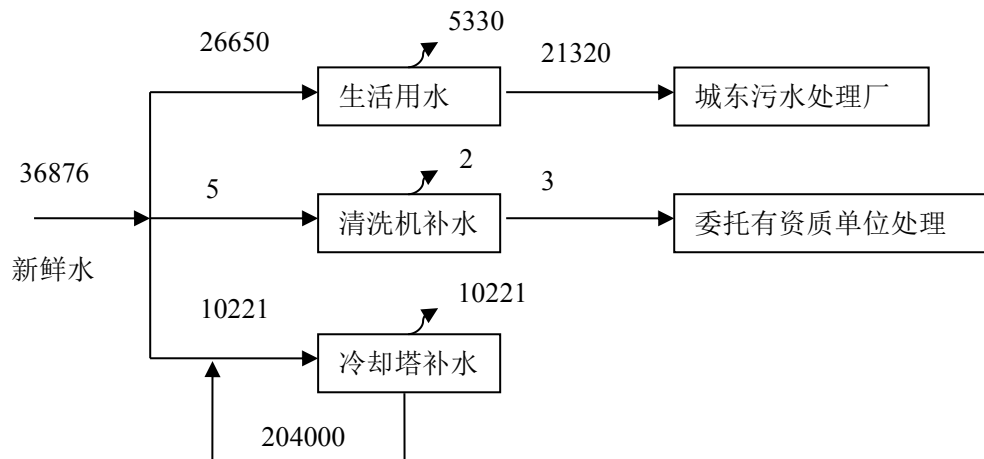 5330
26650
21320
生活用水
城东污水处理厂
36876
5
2
3
清洗机补水
委托有资质单位处理
新鲜水
10221
10221
冷却塔补水
204000